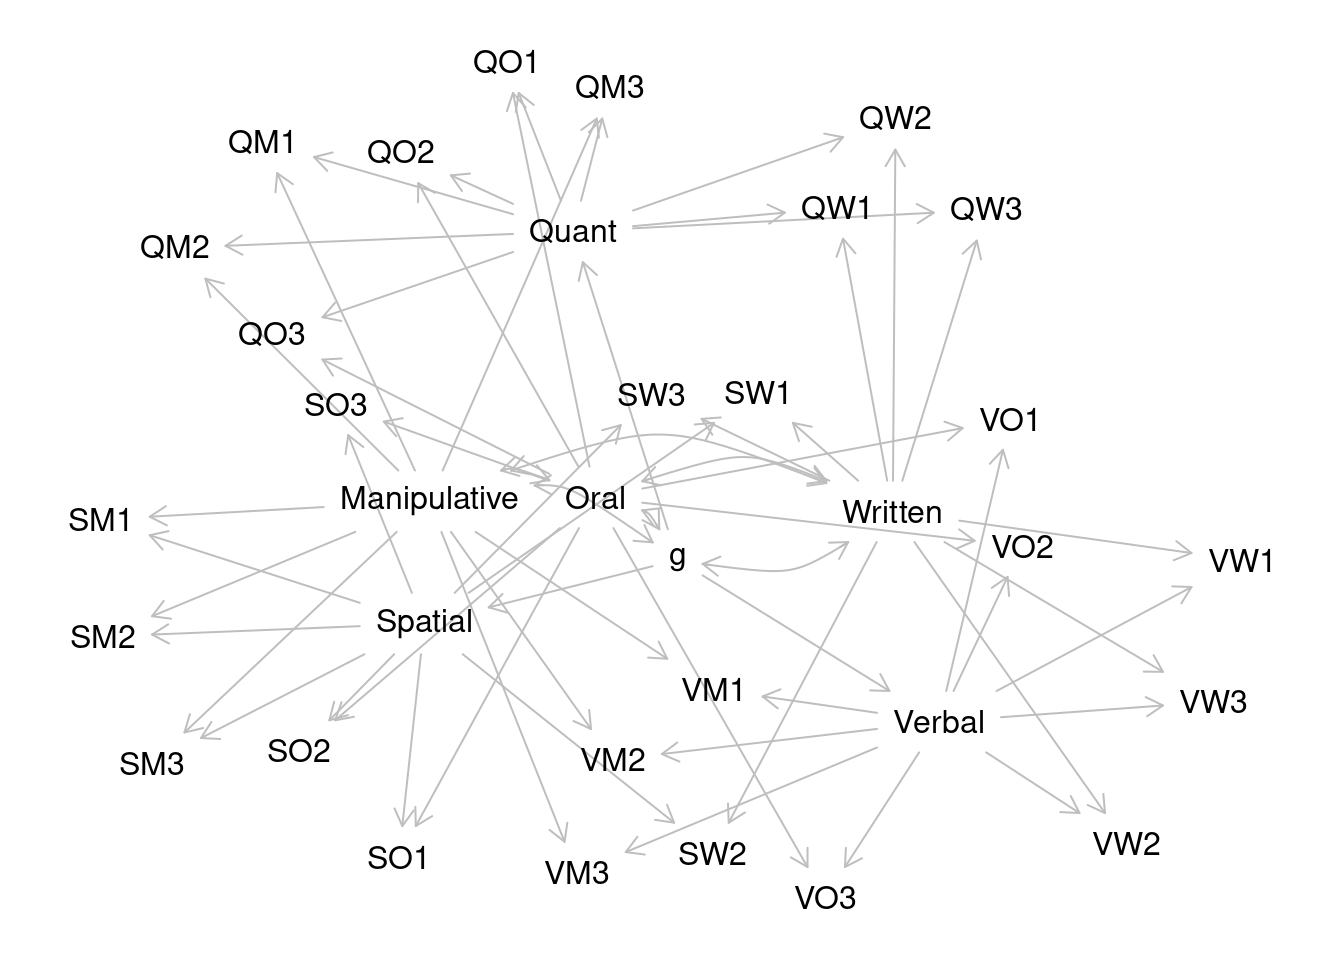 QO1
QM3
QW2
QM1
QO2
QW1
QW3
Quant
QM2
QO3
SW3
SW1
SO3
VO1
Manipulative
Oral
Written
SM1
VO2
g
VW1
Spatial
SM2
VM1
VW3
Verbal
SO2
VM2
SM3
VW2
SW2
SO1
VM3
VO3